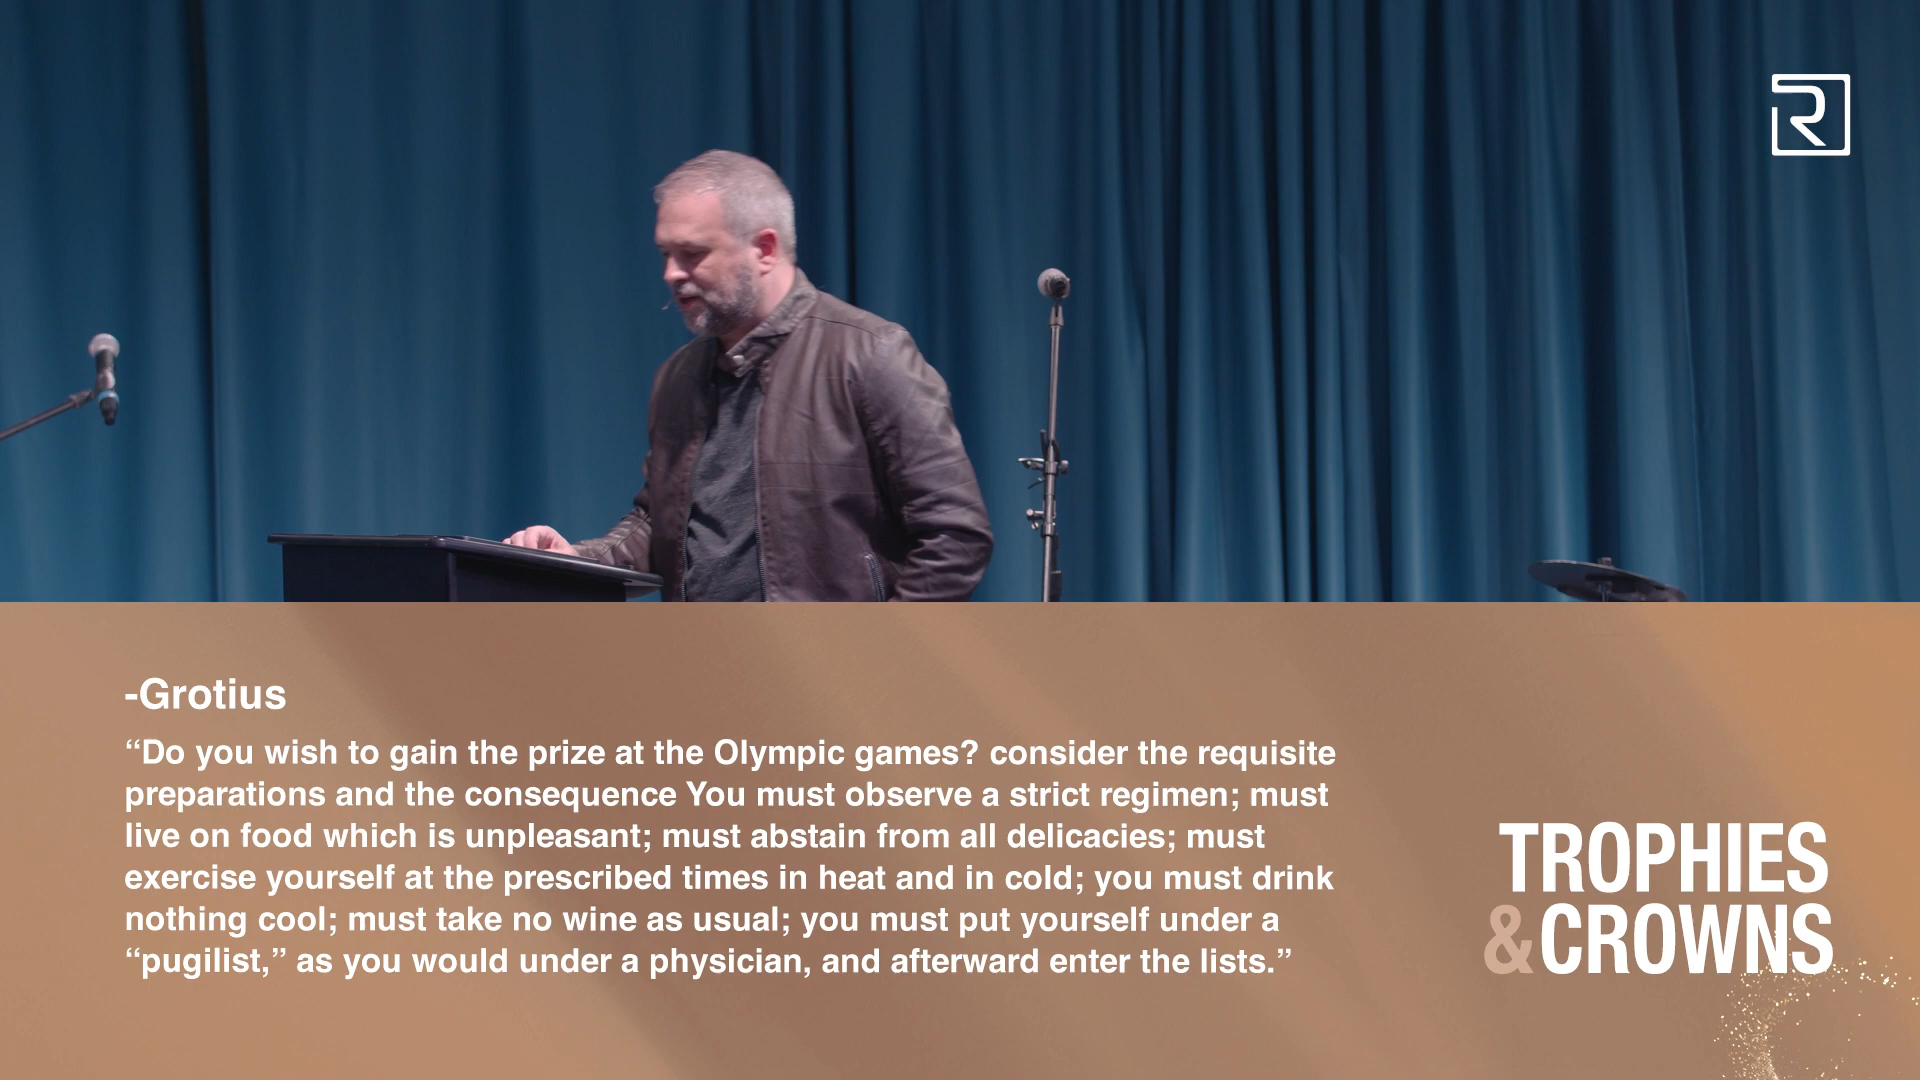 R
-Grotius
“Do you wish to gain the prize at the Olympic games? consider the requisite
preparations and the consequence You must observe a strict regimen; must
live on food which is unpleasant; must abstain from all delicacies; must
exercise yourself at the prescribed times in heat and in cold; you must drink
nothing cool; must take no wine as usual; you must put yourself under a
“pugilist,” as you would under a physician, and afterward enter the lists.”
TROPHIES
&CROWNS